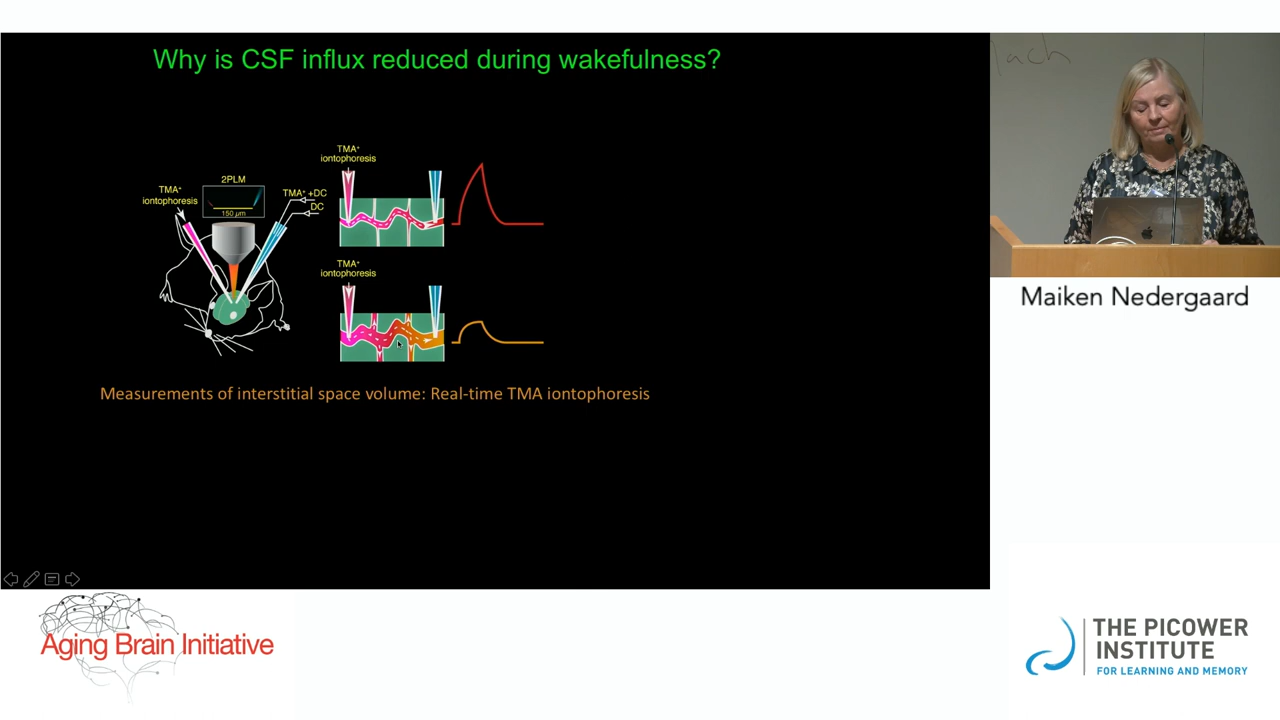 Why is CSF influx reduced during wakefulness?
TMA⁺
iontophoresis
2PLM
150 µm
TMA⁺ +DC
DC
TMA⁺
iontophoresis
TMA⁺
iontophoresis
Measurements of interstitial space volume: Real-time TMA iontophoresis
Maiken Nedergaard
Aging Brain Initiative
THE PICOWER
INSTITUTE
FOR LEARNING AND MEMORY